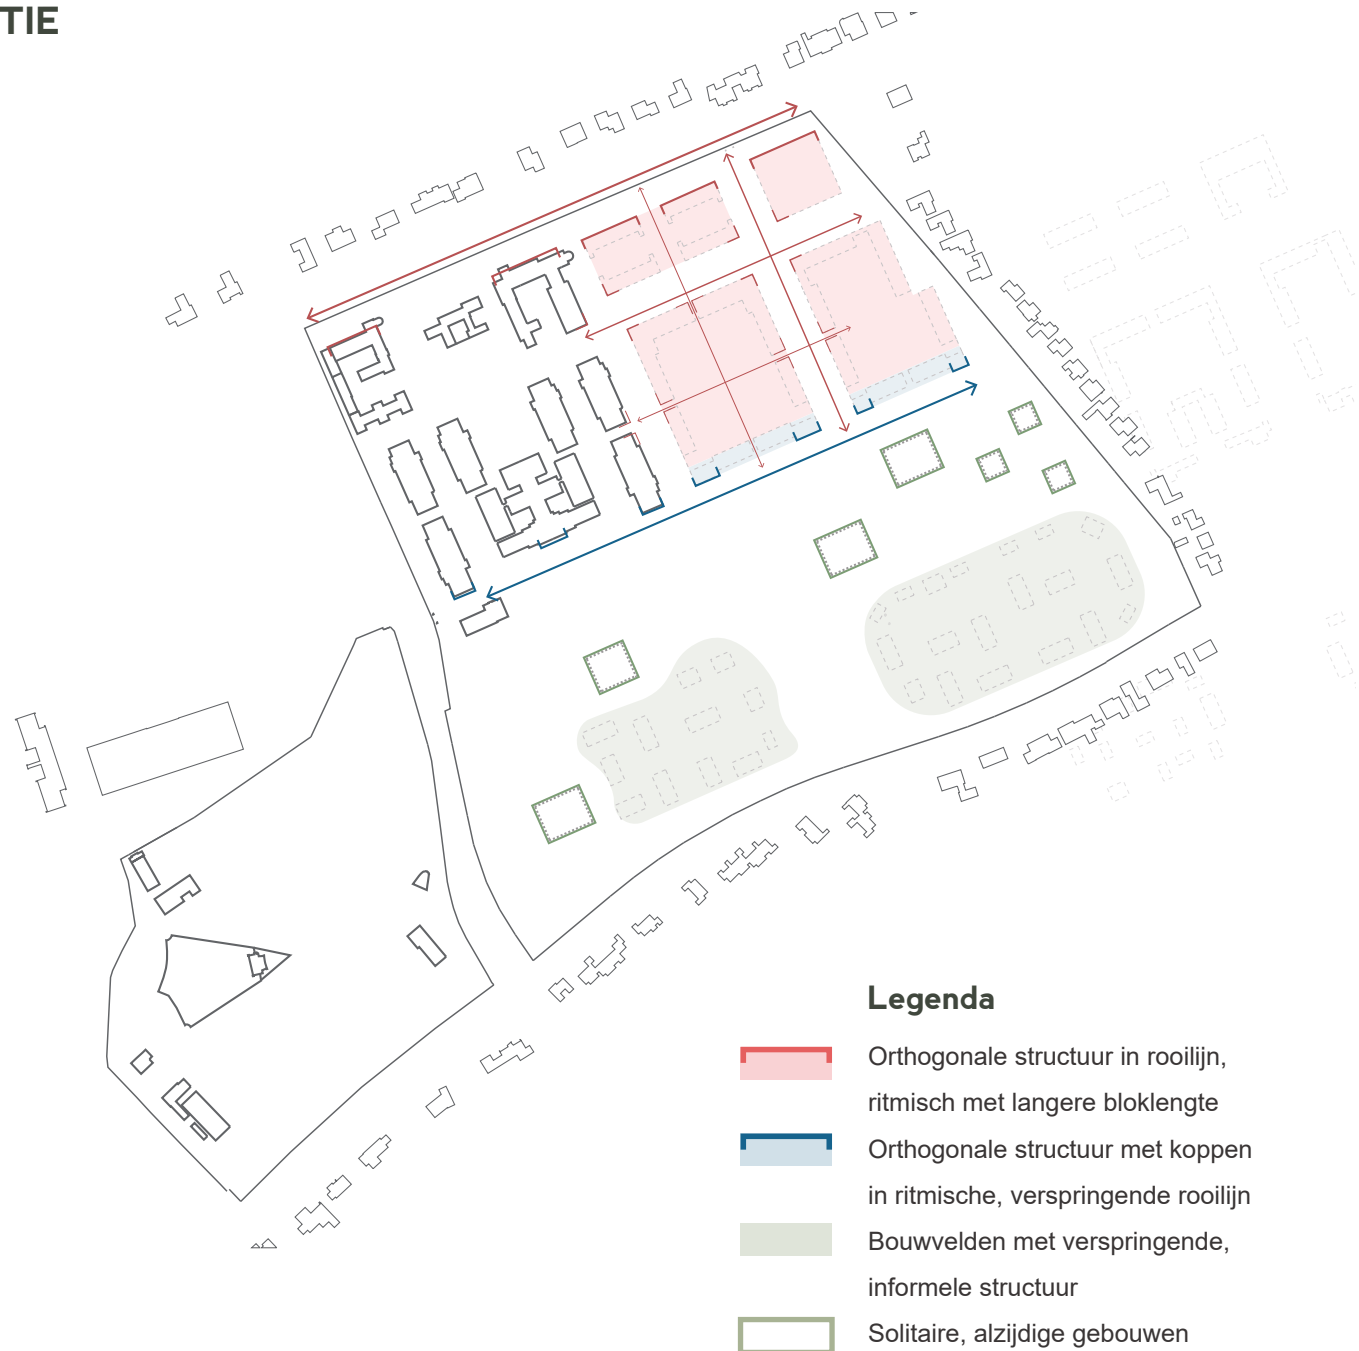 TIE
Legenda
Orthogonale structuur in rooilijn,
ritmisch met langere bloklengte
Orthogonale structuur met koppen
in ritmische, verspringende rooilijn
Bouwvelden met verspringende,
informele structuur
Solitaire, alzijdige gebouwen